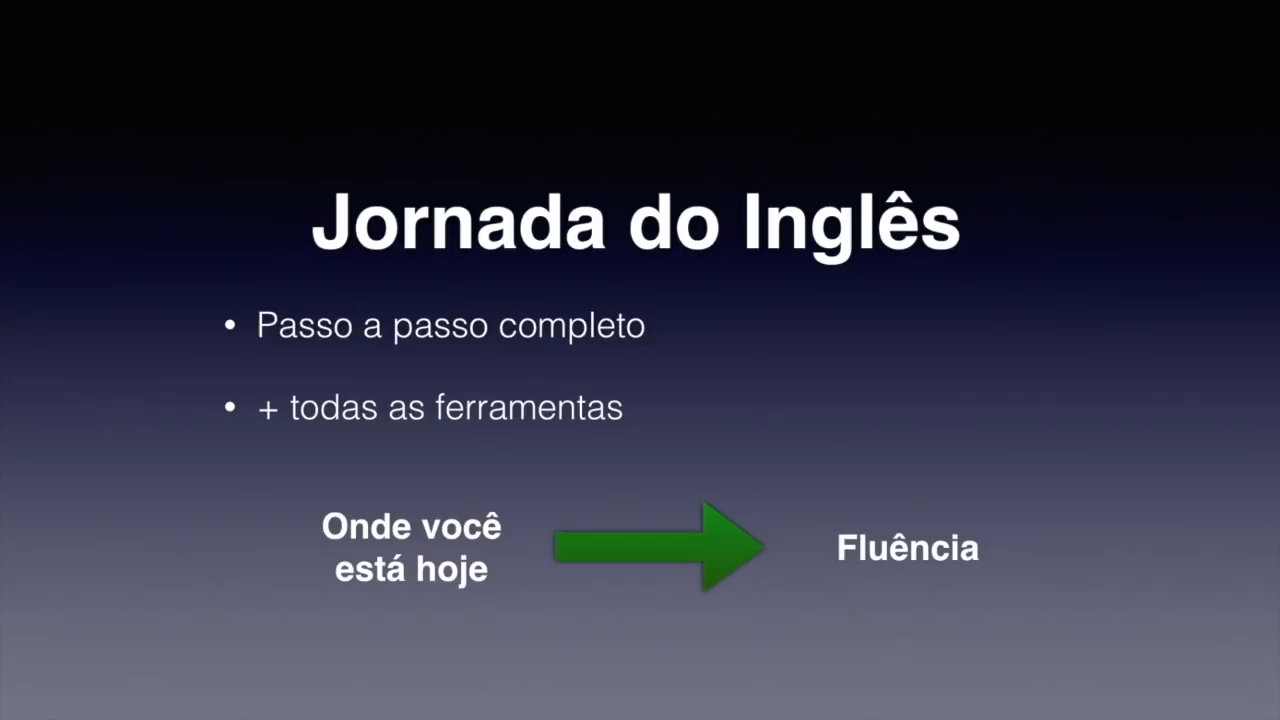 Jornada do Inglês
• Passo a passo completo
• + todas as ferramentas
Onde você
está hoje
Fluência